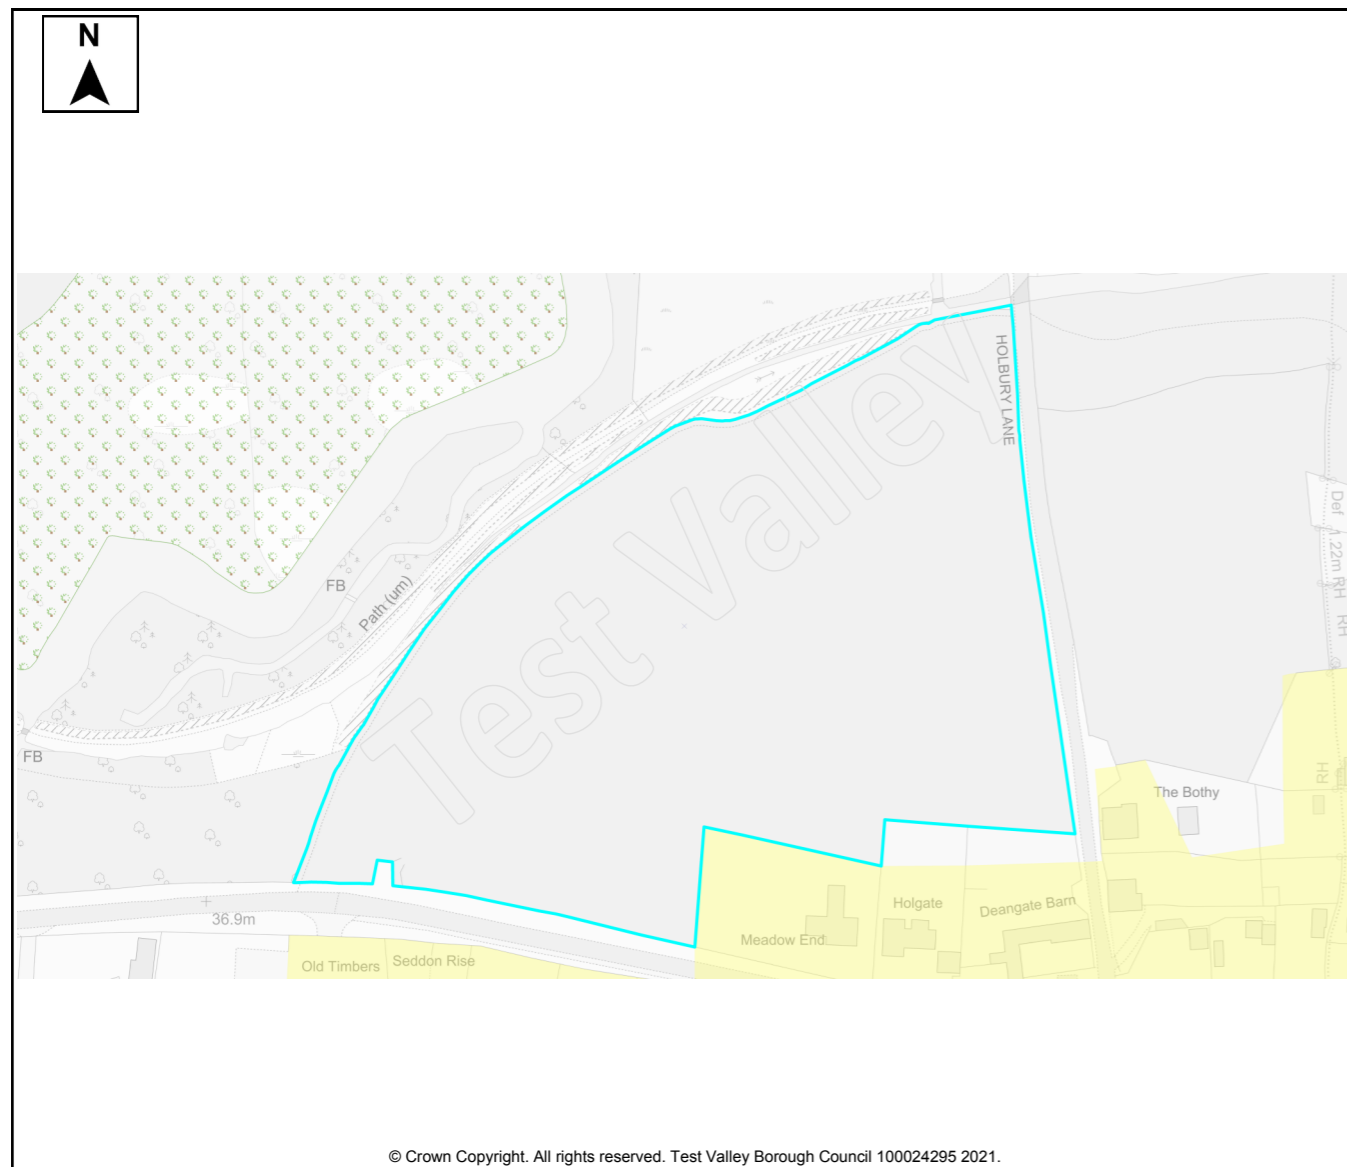 N
HOLBURY LANE
Test Valley
Def
1.22m RH
RH
FB
Path (um)
FB
RH
The Bothy
36.9m
Holgate
Deangate Barn
Meadow End
Old Timbers
Seddon Rise
© Crown Copyright. All rights reserved. Test Valley Borough Council 100024295 2021.